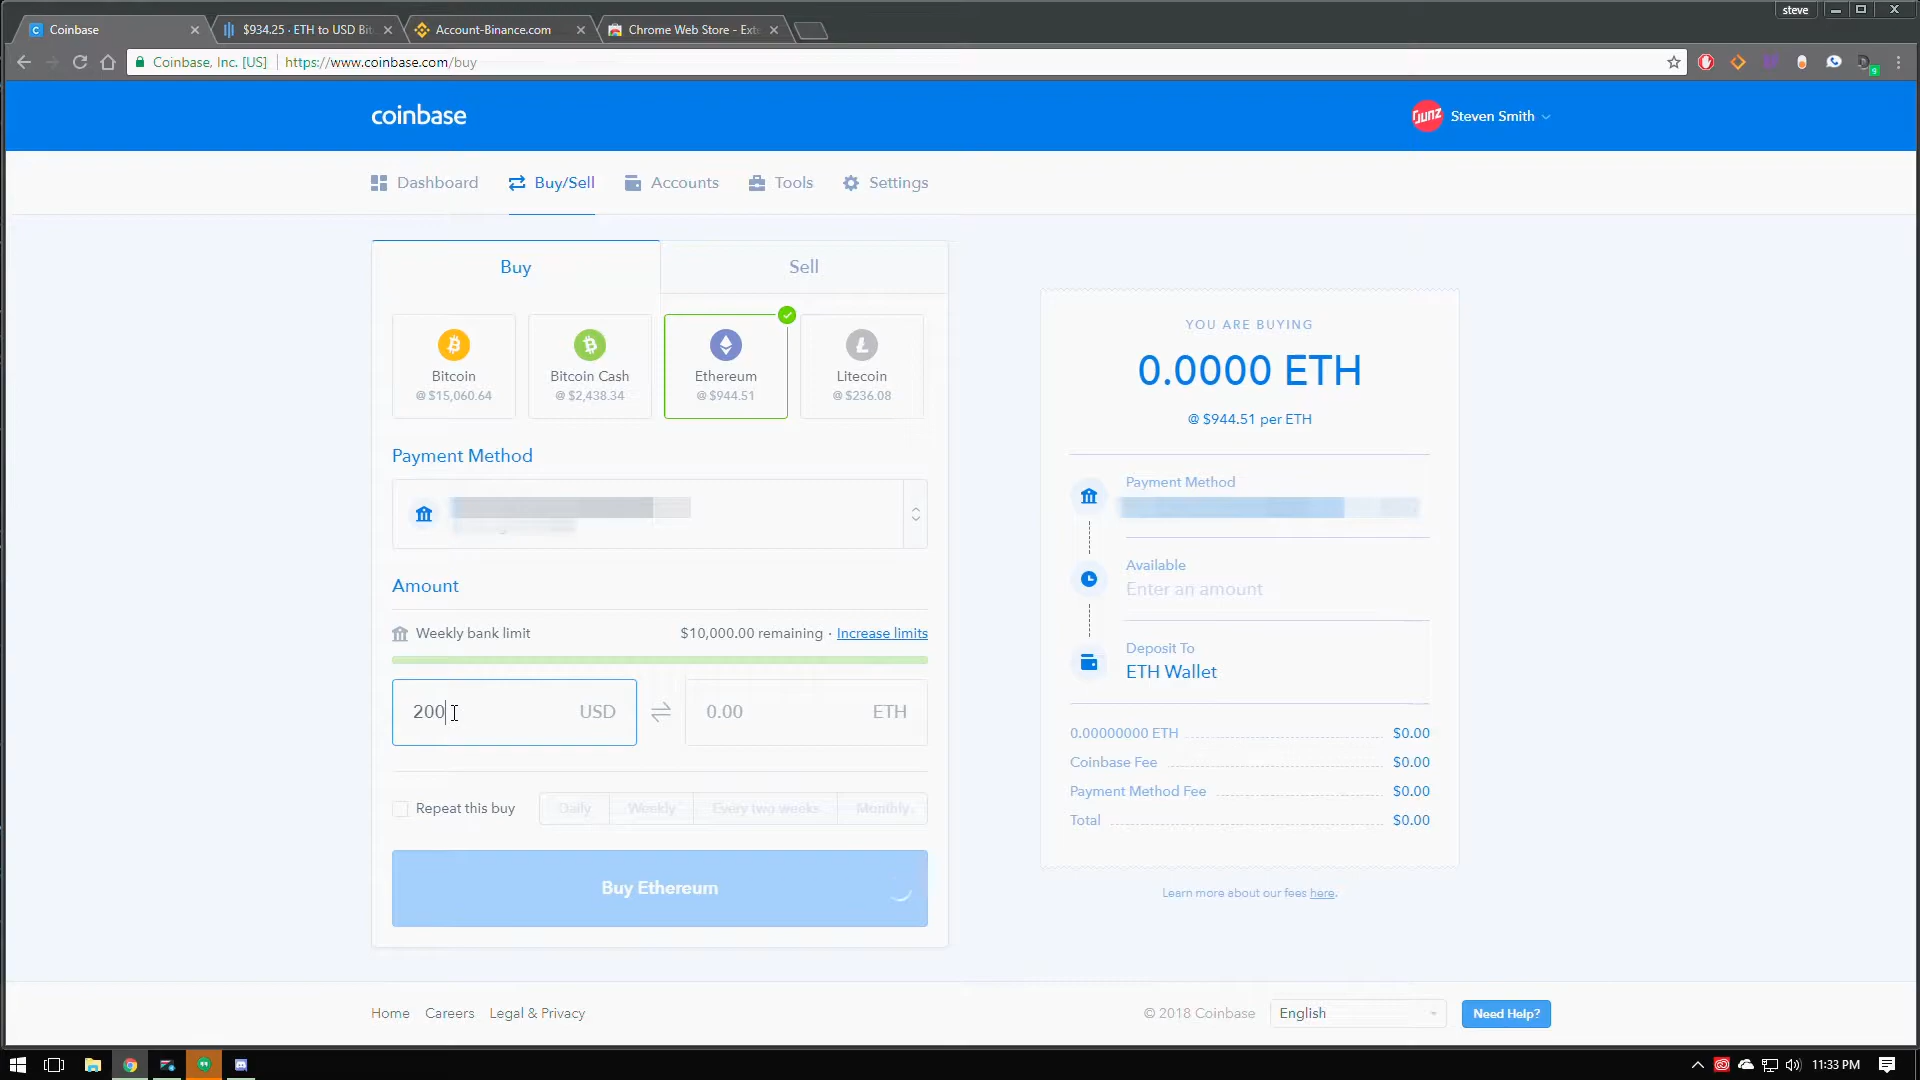 steve
Coinbase
$934.25 · ETH to USD Bit
Account-Binance.com
Chrome Web Store - Exte
Coinbase, Inc. [US]
https://www.coinbase.com/buy
coinbase
Steven Smith
Dashboard
Buy/Sell
Accounts
Tools
Settings
Buy
Sell
Bitcoin
@ $15,060.64
Bitcoin Cash
@ $2,438.34
Ethereum
@ $944.51
Litecoin
@ $236.08
Payment Method
Amount
Weekly bank limit
$10,000.00 remaining · Increase limits
200 USD
0.00 ETH
Repeat this buy
Daily
Weekly
Every two weeks
Monthly
Buy Ethereum
YOU ARE BUYING
0.0000 ETH
@ $944.51 per ETH
Payment Method
Available
Enter an amount
Deposit To
ETH Wallet
0.00000000 ETH $0.00
Coinbase Fee $0.00
Payment Method Fee $0.00
Total $0.00
Learn more about our fees here.
Home
Careers
Legal & Privacy
© 2018 Coinbase
English
Need Help?
11:33 PM